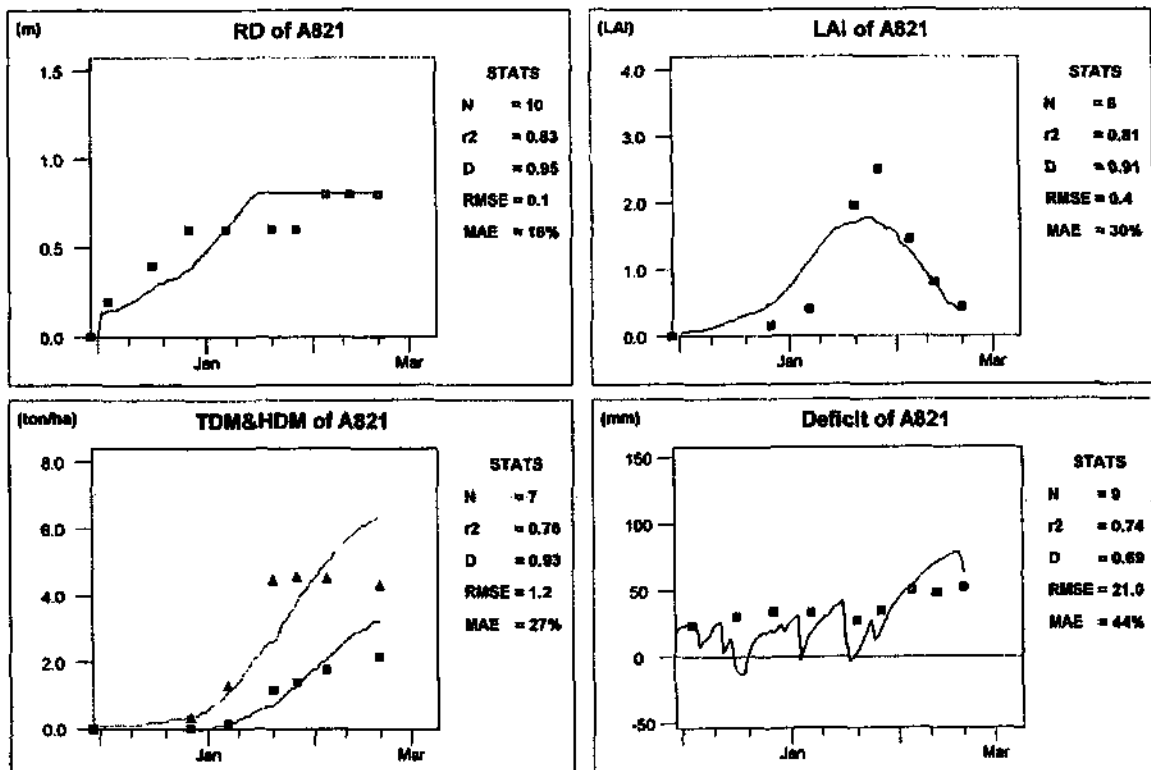 (m) RD of A821
1.5
1.0
0.5
0.0
Jan Mar
STATS
N = 10
r2 = 0.83
D = 0.95
RMSE = 0.1
MAE = 16%
(LAI) LAI of A821
4.0
3.0
2.0
1.0
0.0
Jan Mar
STATS
N = 8
r2 = 0.81
D = 0.91
RMSE = 0.4
MAE = 30%
(ton/ha) TDM&HDM of A821
8.0
6.0
4.0
2.0
0.0
Jan Mar
STATS
N = 7
r2 = 0.76
D = 0.93
RMSE = 1.2
MAE = 27%
(mm) Deficit of A821
150
100
50
0
-50
Jan Mar
STATS
N = 9
r2 = 0.74
D = 0.69
RMSE = 21.0
MAE = 44%